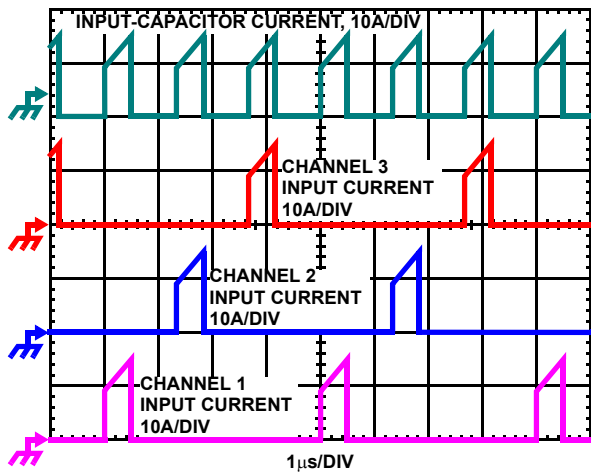 INPUT-CAPACITOR CURRENT, 10A/DIV
CHANNEL 3
INPUT CURRENT
10A/DIV
CHANNEL 2
INPUT CURRENT
10A/DIV
CHANNEL 1
INPUT CURRENT
10A/DIV
1μs/DIV